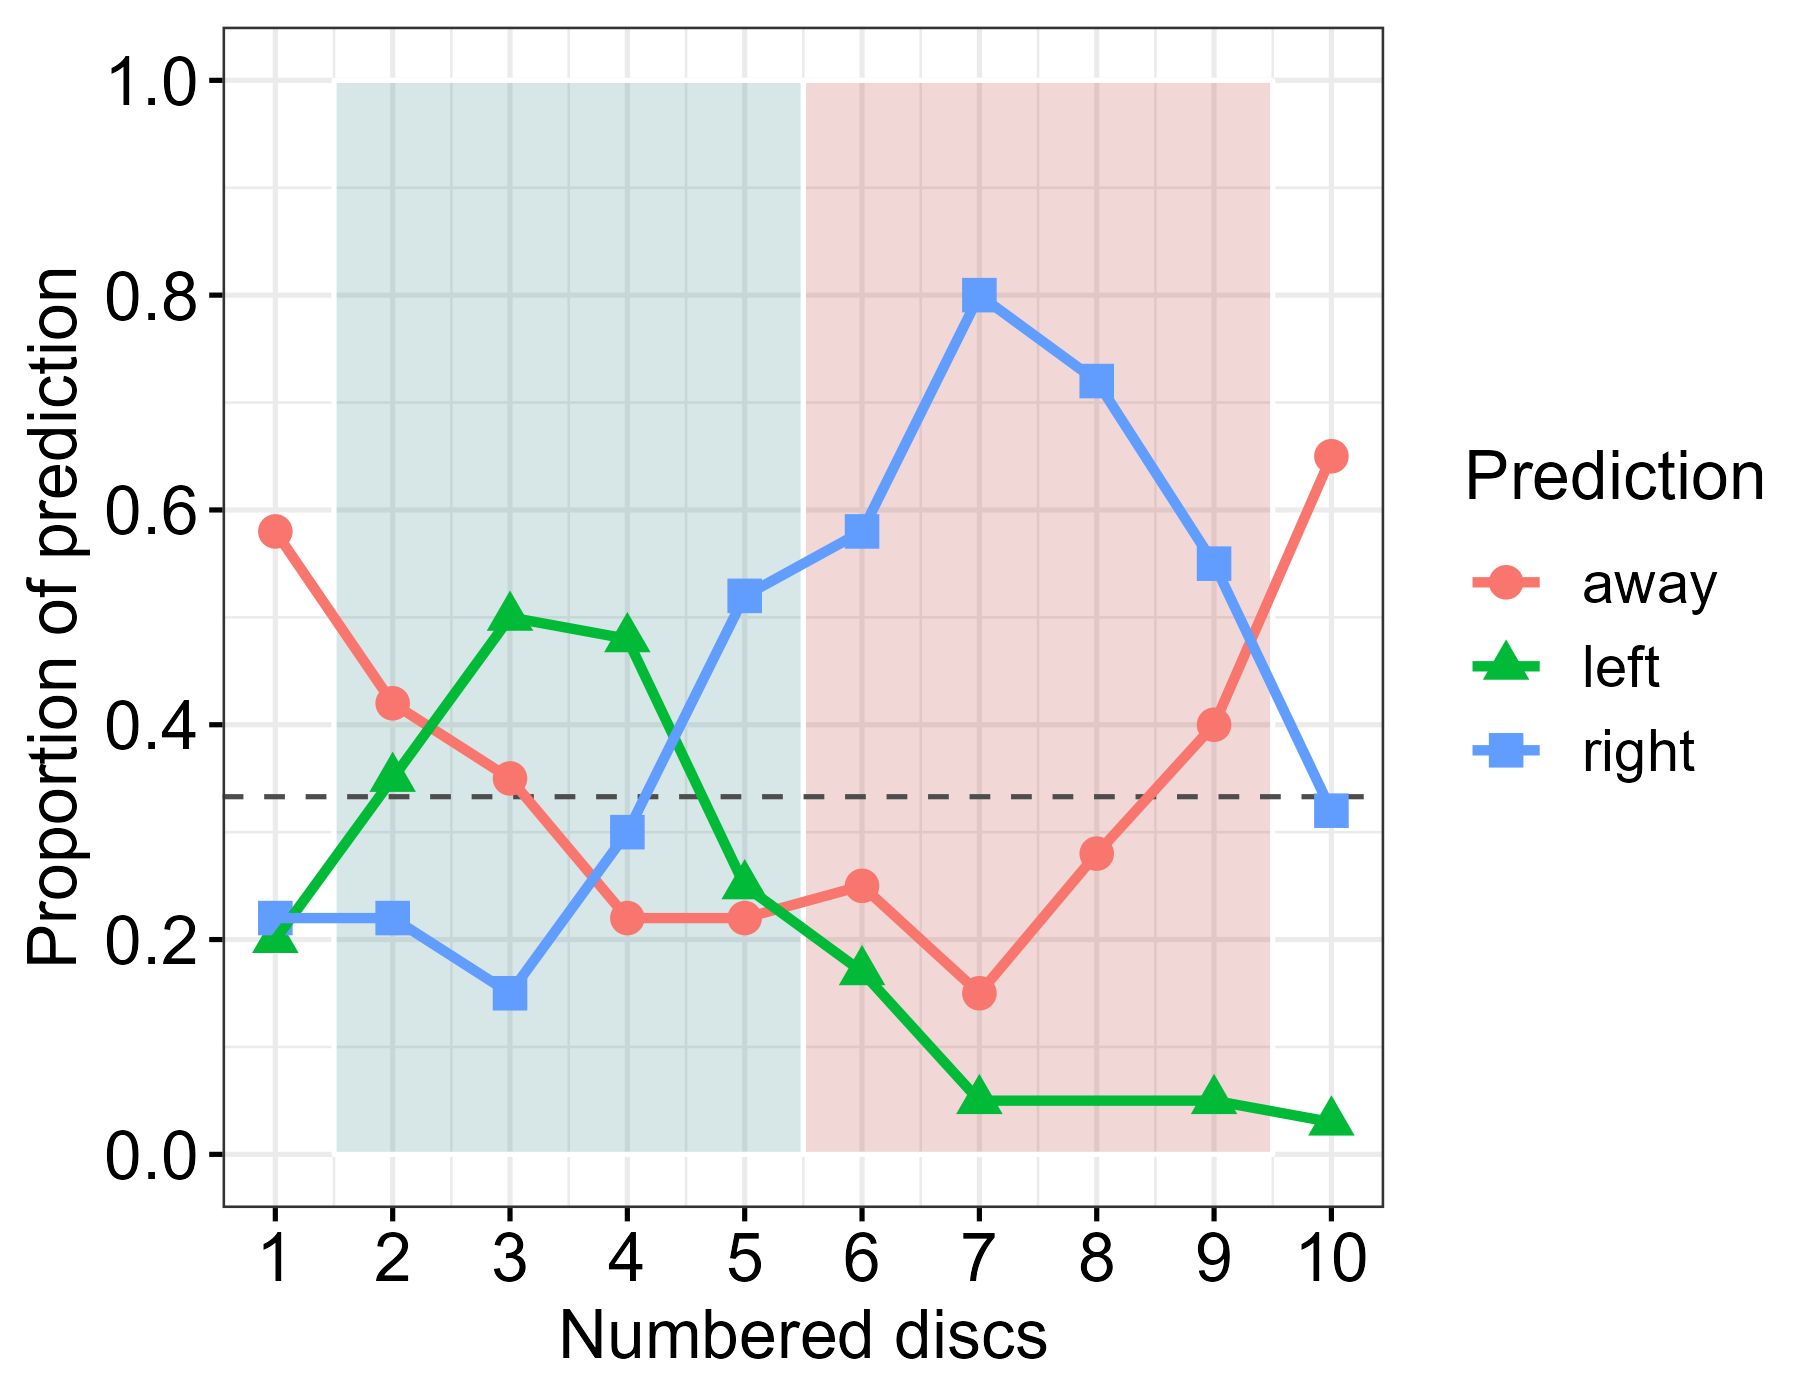 1.0
0.8
0.6
0.4
0.2
0.0
Proportion of prediction
1 2 3 4 5 6 7 8 9 10
Numbered discs
Prediction
away
left
right